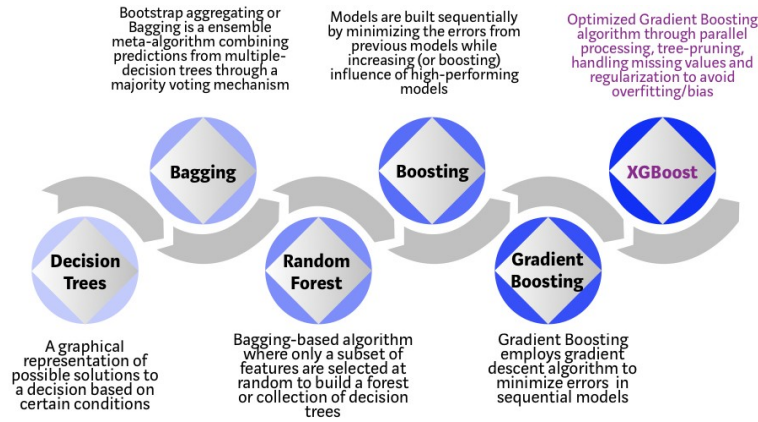 Bootstrap aggregating or
Bagging is a ensemble
meta-algorithm combining
predictions from multiple-
decision trees through a
majority voting mechanism
Models are built sequentially
by minimizing the errors from
previous models while
increasing (or boosting)
influence of high-performing
models
Optimized Gradient Boosting
algorithm through parallel
processing, tree-pruning,
handling missing values and
regularization to avoid
overfitting/bias
Bagging
Boosting
XGBoost
Decision
Trees
Random
Forest
Gradient
Boosting
A graphical
representation of
possible solutions to
a decision based on
certain conditions
Bagging-based algorithm
where only a subset of
features are selected at
random to build a forest
or collection of decision
trees
Gradient Boosting
employs gradient
descent algorithm to
minimize errors in
sequential models